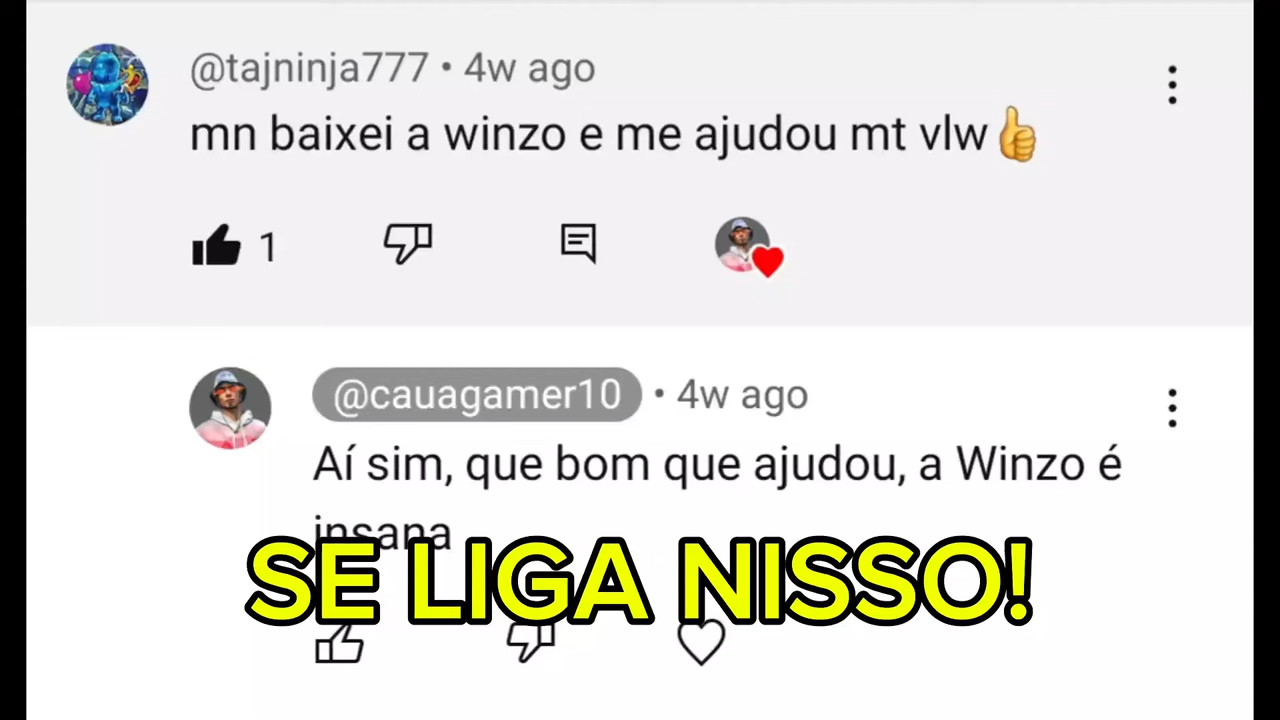 @tajninja777 • 4w ago
mn baixei a winzo e me ajudou mt vlw👍
1
@cauagamer10 • 4w ago
Aí sim, que bom que ajudou, a Winzo é
insana
SE LIGA NISSO!